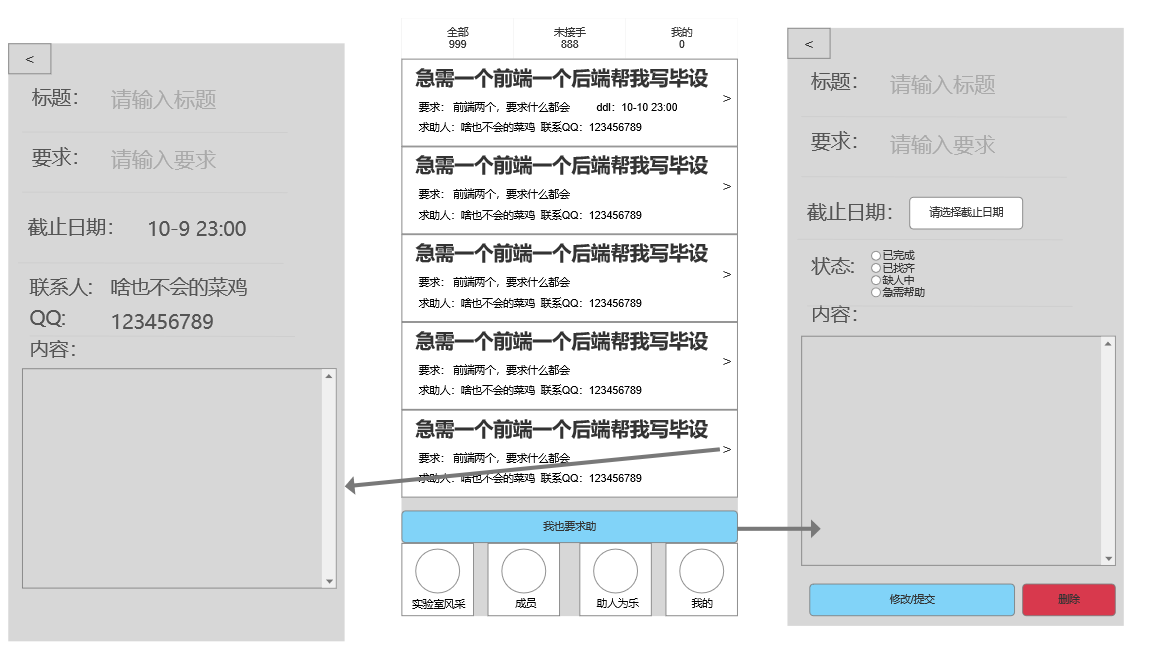 <
标题：
请输入标题
要求：
请输入要求
截止日期：
10-9 23:00
联系人:
啥也不会的菜鸡
QQ:
123456789
内容：
全部
999
未接手
888
我的
0
急需一个前端一个后端帮我写毕设
要求： 前端两个，要求什么都会 ddl：10-10 23:00
求助人：啥也不会的菜鸡 联系QQ：123456789
>
急需一个前端一个后端帮我写毕设
要求： 前端两个，要求什么都会
求助人：啥也不会的菜鸡 联系QQ：123456789
>
急需一个前端一个后端帮我写毕设
要求： 前端两个，要求什么都会
求助人：啥也不会的菜鸡 联系QQ：123456789
>
急需一个前端一个后端帮我写毕设
要求： 前端两个，要求什么都会
求助人：啥也不会的菜鸡 联系QQ：123456789
>
急需一个前端一个后端帮我写毕设
要求： 前端两个，要求什么都会
求助人：啥也不会的菜鸡 联系QQ：123456789
>
我也要求助
实验室风采
成员
助人为乐
我的
<
标题：
请输入标题
要求：
请输入要求
截止日期：
请选择截止日期
状态:
已完成
已找齐
缺人中
急需帮助
内容：
修改/提交
删除